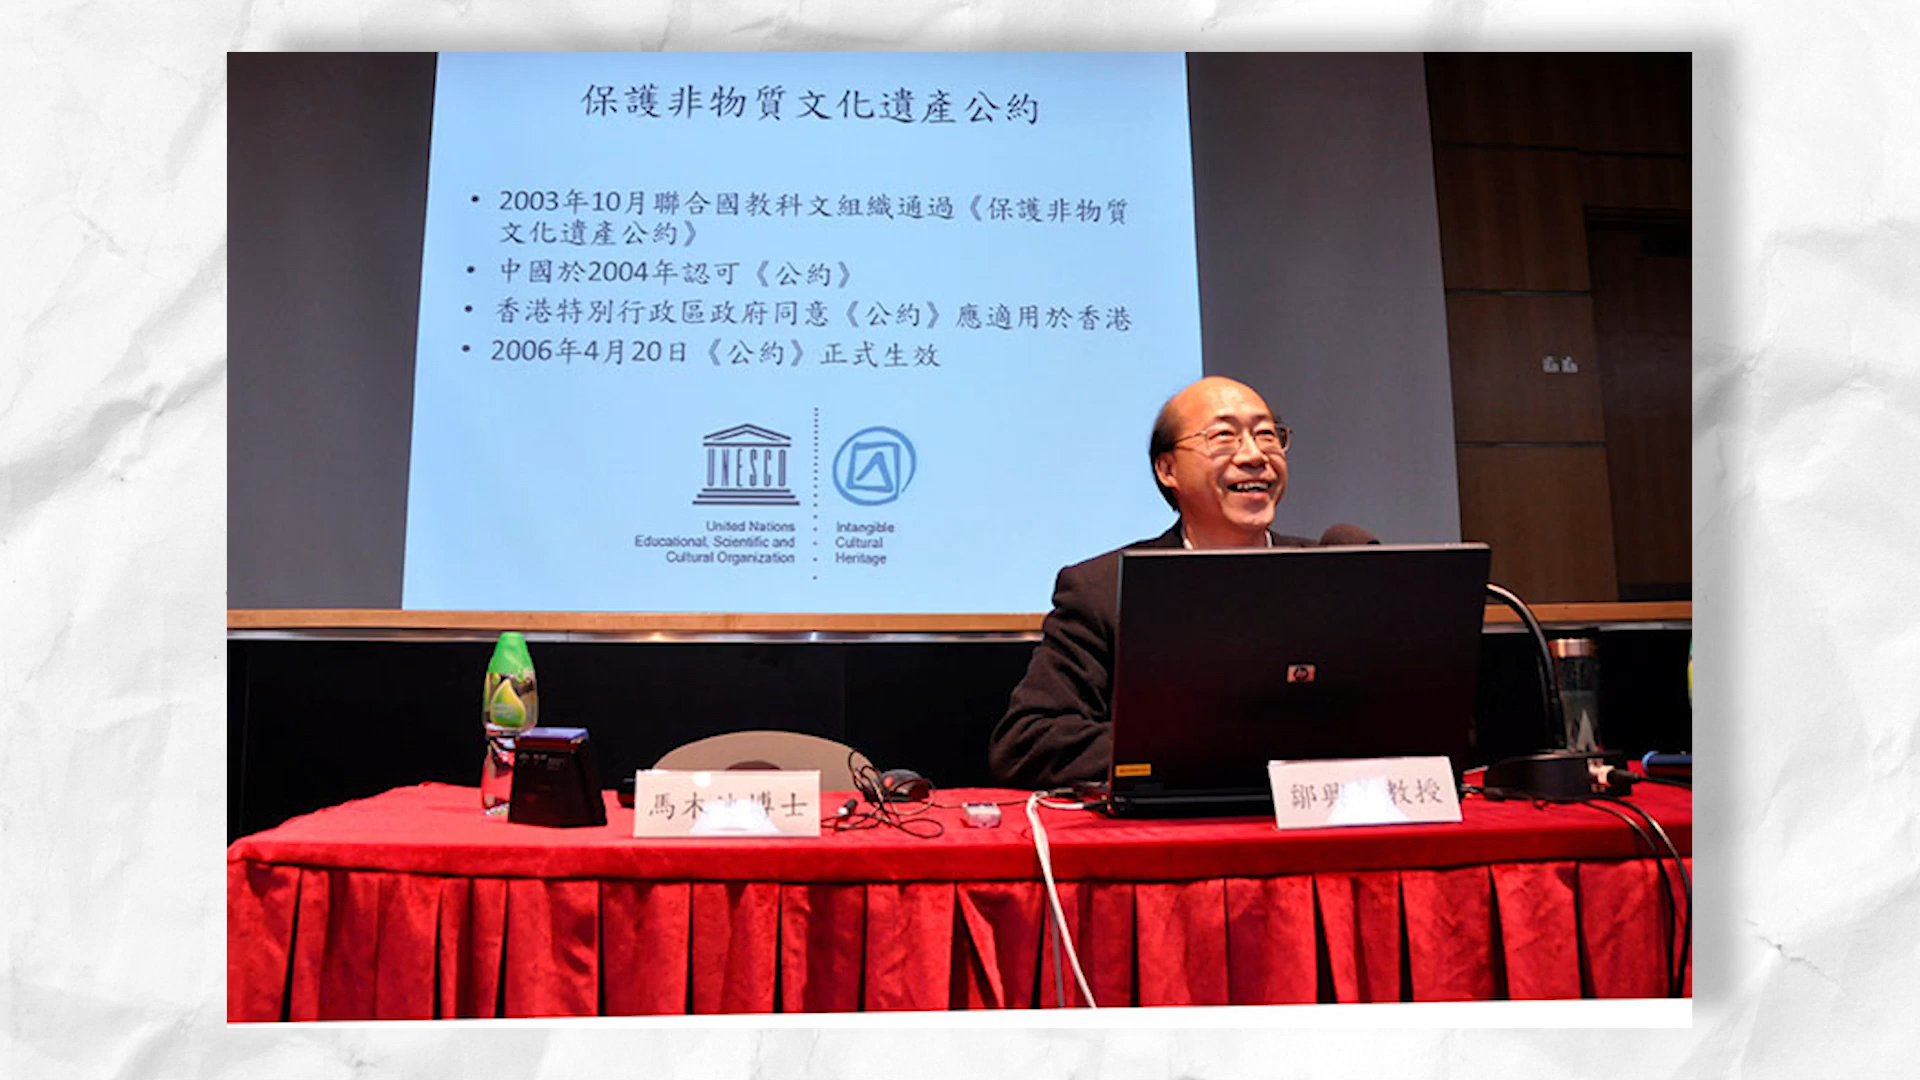 保護非物質文化遺產公約
• 2003年10月聯合國教科文組織通過《保護非物質
文化遺產公約》
• 中國於2004年認可《公約》
• 香港特別行政區政府同意《公約》應適用於香港
• 2006年4月20日《公約》正式生效
UNESCO
United Nations
Educational, Scientific and
Cultural Organization
Intangible
Cultural
Heritage
hp
馬木池博士
教授